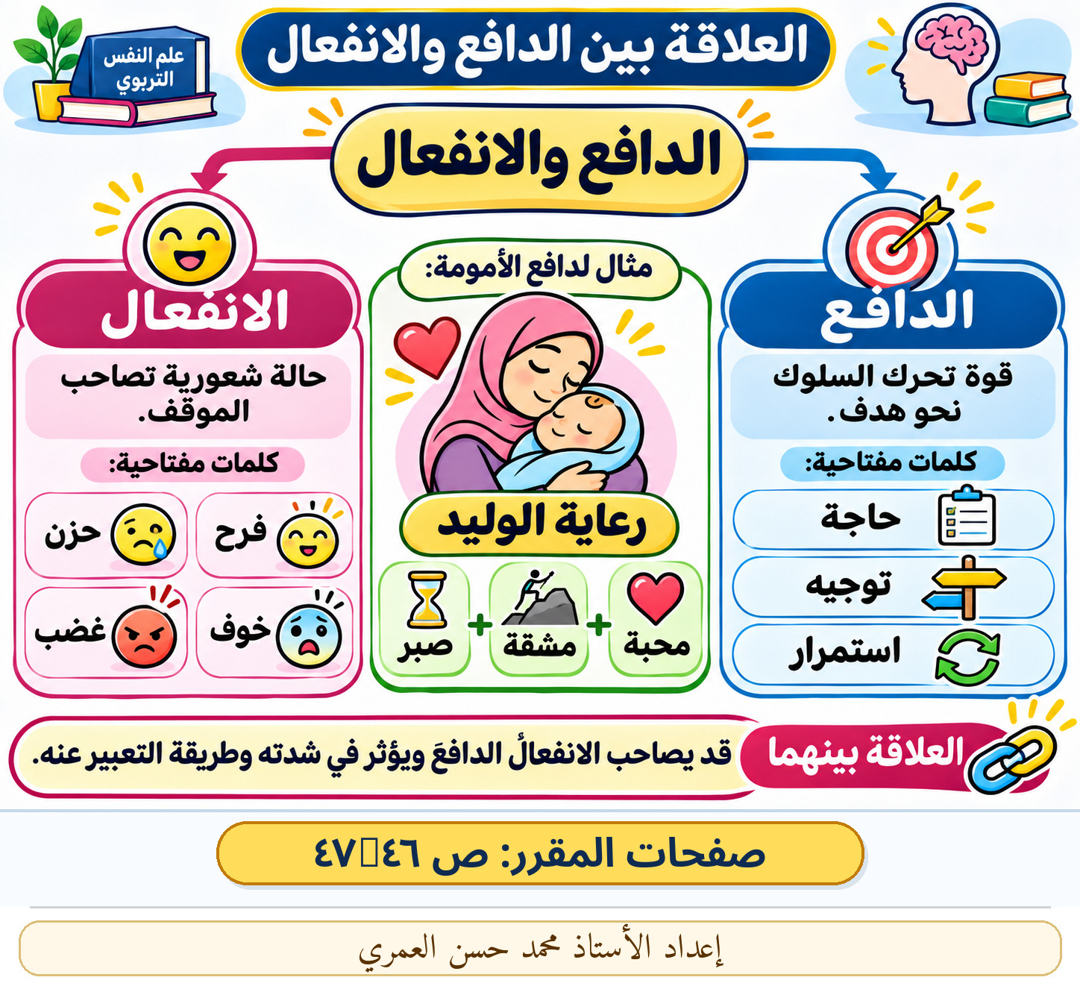 العلاقة بين الدافع والانفعال
علم النفس
التربوي
الدافع والانفعال
الدافع
قوة تحرك السلوك
نحو هدف.
كلمات مفتاحية:
حاجة
توجيه
استمرار
مثال لدافع الأمومة:
رعاية الوليد
محبة + مشقة + صبر
الانفعال
حالة شعورية تصاحب
الموقف.
كلمات مفتاحية:
فرح
حزن
خوف
غضب
العلاقة بينهما
قد يصاحب الانفعالُ الدافعَ ويؤثر في شدته وطريقة التعبير عنه.
صفحات المقرر: ص ٤٦▯٤٧
إعداد الأستاذ محمد حسن العمري